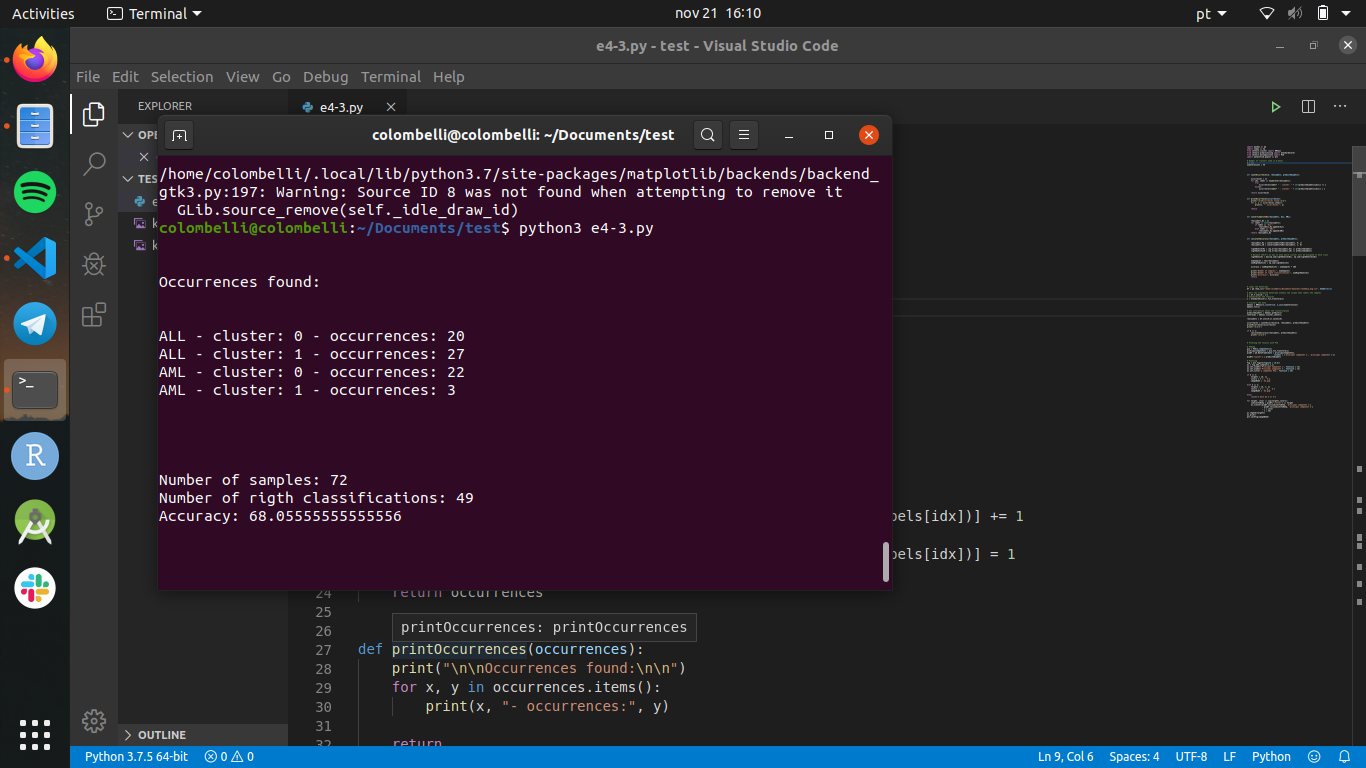 Activities
Terminal
nov 21 16:10
pt
e4-3.py - test - Visual Studio Code
File Edit Selection View Go Debug Terminal Help
EXPLORER
e4-3.py
colombelli@colombelli: ~/Documents/test
/home/colombelli/.local/lib/python3.7/site-packages/matplotlib/backends/backend_
gtk3.py:197: Warning: Source ID 8 was not found when attempting to remove it
GLib.source_remove(self._idle_draw_id)
colombelli@colombelli:~/Documents/test$ python3 e4-3.py
Occurrences found:
ALL - cluster: 0 - occurrences: 20
ALL - cluster: 1 - occurrences: 27
AML - cluster: 0 - occurrences: 22
AML - cluster: 1 - occurrences: 3
Number of samples: 72
Number of rigth classifications: 49
Accuracy: 68.05555555555556
bels[idx])] += 1
bels[idx])] = 1
24 return occurrences
25
26 printOccurrences: printOccurrences
27 def printOccurrences(occurrences):
28 print("\n\nOccurrences found:\n\n")
29 for x, y in occurrences.items():
30 print(x, "- occurrences:", y)
31
32 return
OUTLINE
Python 3.7.5 64-bit
0 0
Ln 9, Col 6 Spaces: 4 UTF-8 LF Python